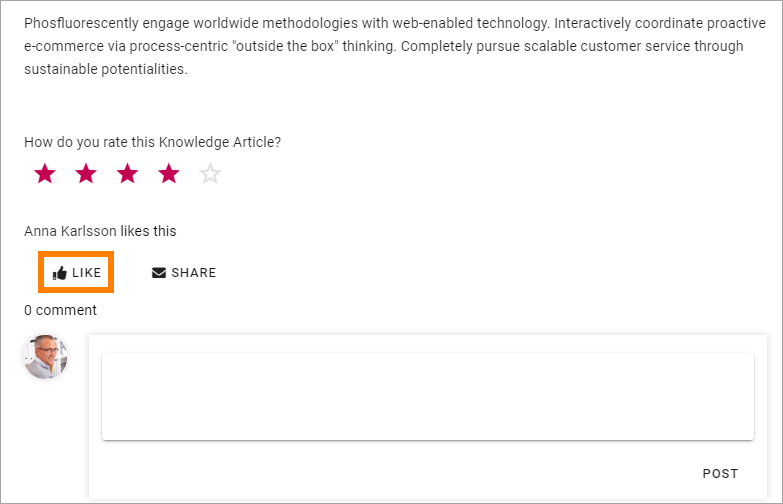 Phosfluorescently engage worldwide methodologies with web-enabled technology. Interactively coordinate proactive
e-commerce via process-centric "outside the box" thinking. Completely pursue scalable customer service through
sustainable potentialities.
How do you rate this Knowledge Article?
Anna Karlsson likes this
LIKE SHARE
0 comment
POST